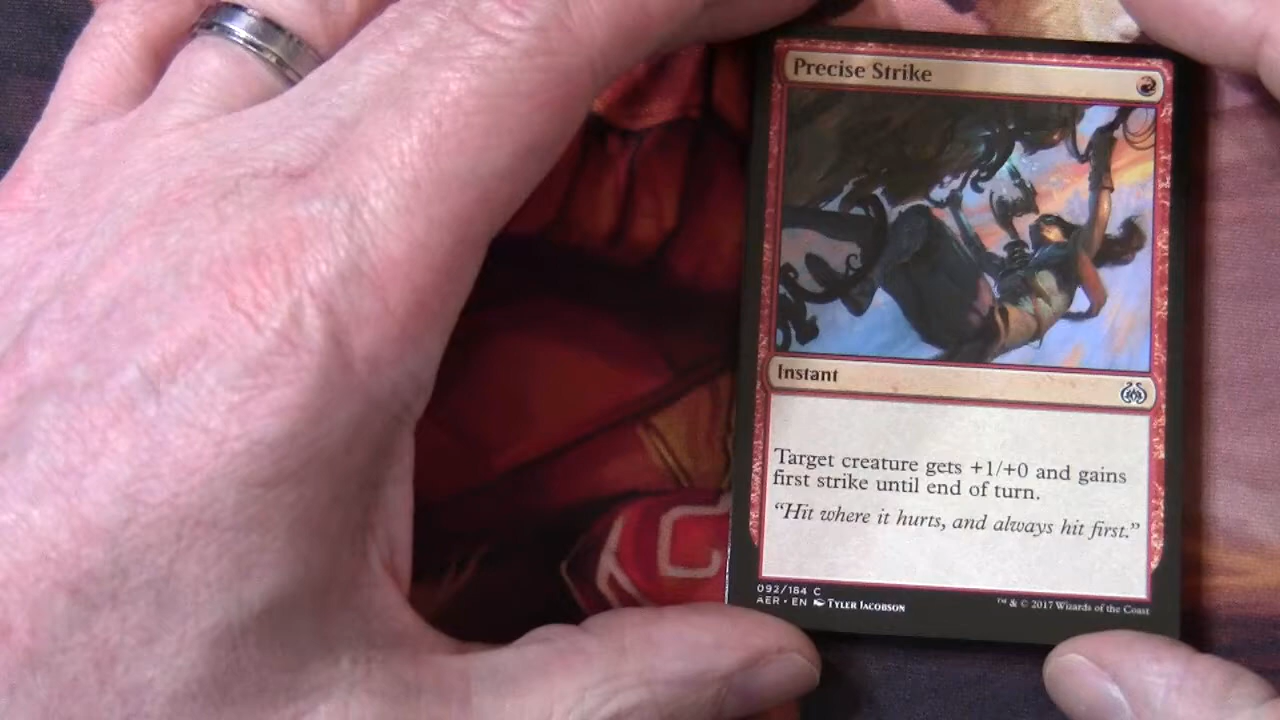 Precise Strike
Instant
Target creature gets +1/+0 and gains
first strike until end of turn.
“Hit where it hurts, and always hit first.”
092/184 C
AER • EN Tyler Jacobson
™ & © 2017 Wizards of the Coast